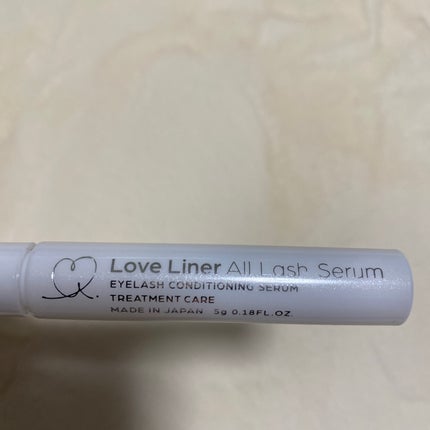 Love Liner All Lash Serum
EYELASH CONDITIONING SERUM
TREATMENT CARE
MADE IN JAPAN 5g 0.18FL.OZ.